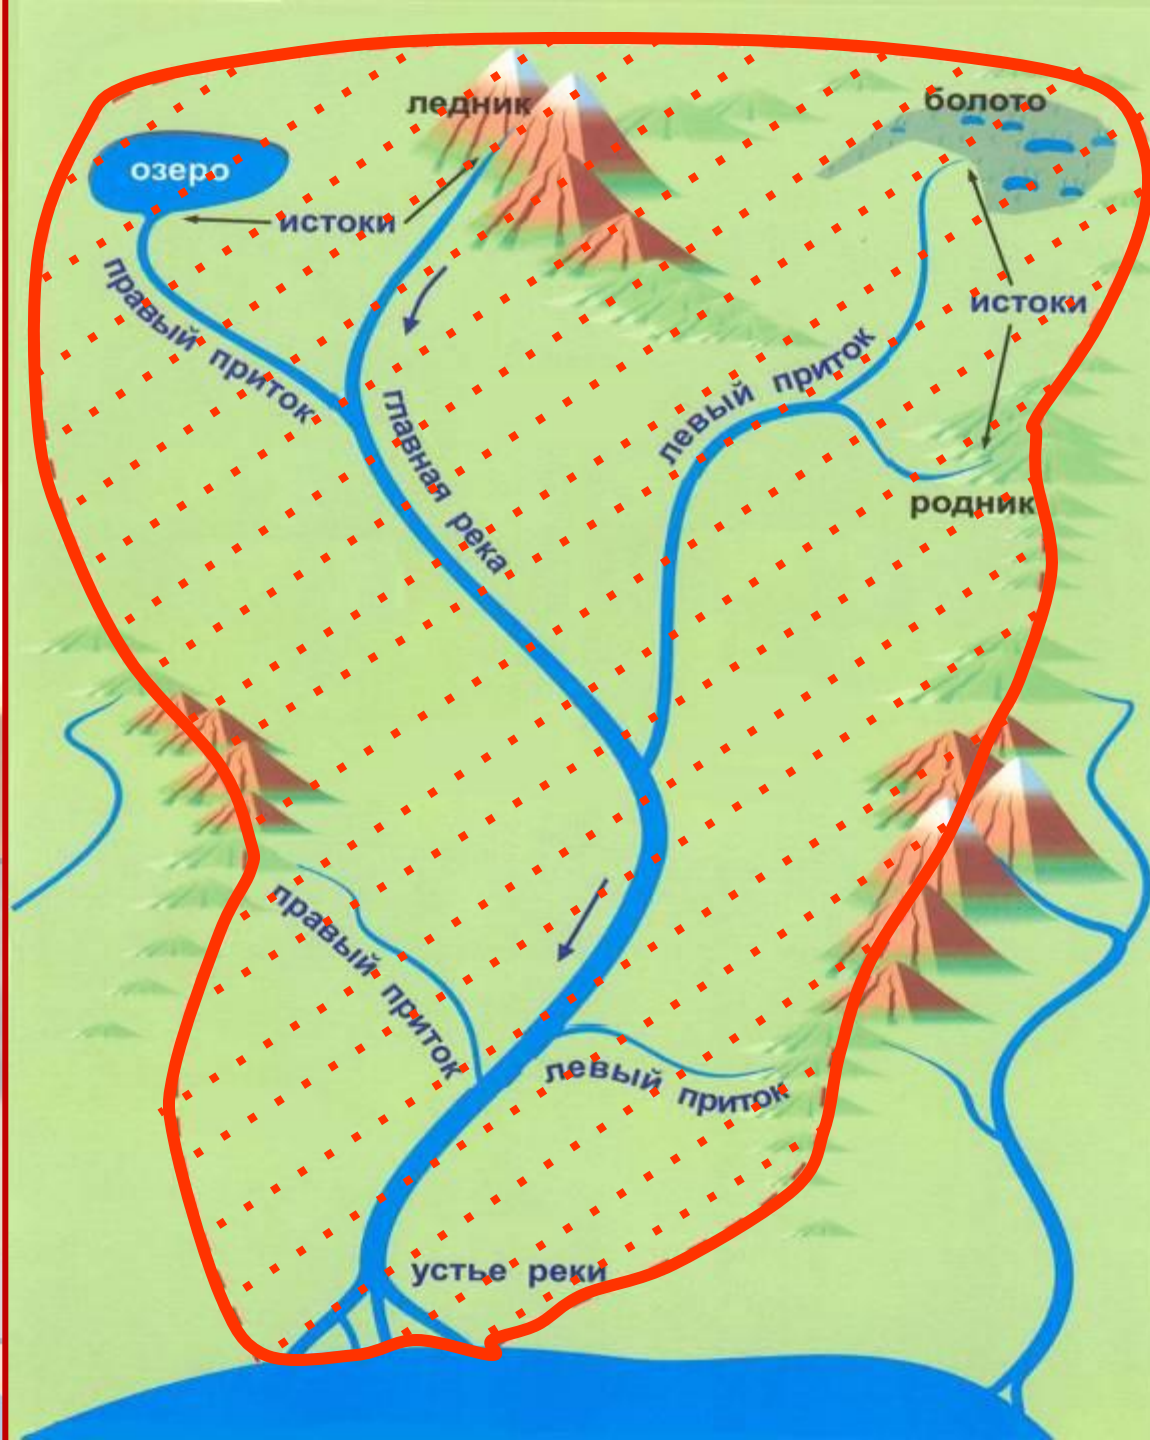 ледник
болото
озеро
истоки
правый приток
истоки
левый приток
главная река
родник
правый приток
левый приток
устье реки